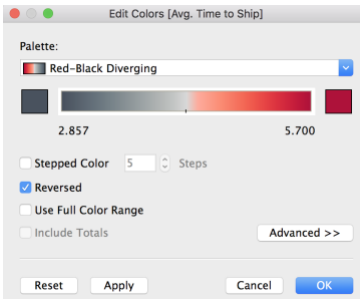 Edit Colors [Avg. Time to Ship]
Palette:
Red-Black Diverging
2.857 5.700
Stepped Color 5 Steps
Reversed
Use Full Color Range
Include Totals Advanced >>
Reset Apply Cancel OK